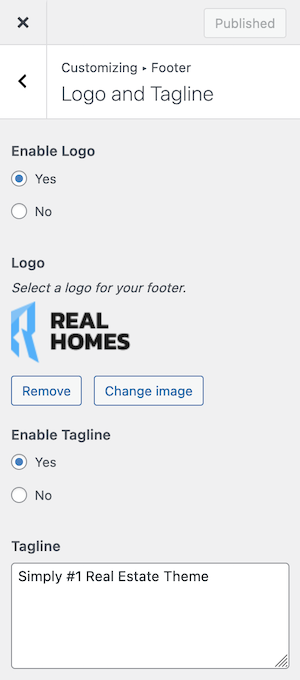 Published
Customizing ▸ Footer
Logo and Tagline
Enable Logo
Yes
No
Logo
Select a logo for your footer.
REAL
HOMES
Remove
Change image
Enable Tagline
Yes
No
Tagline
Simply #1 Real Estate Theme